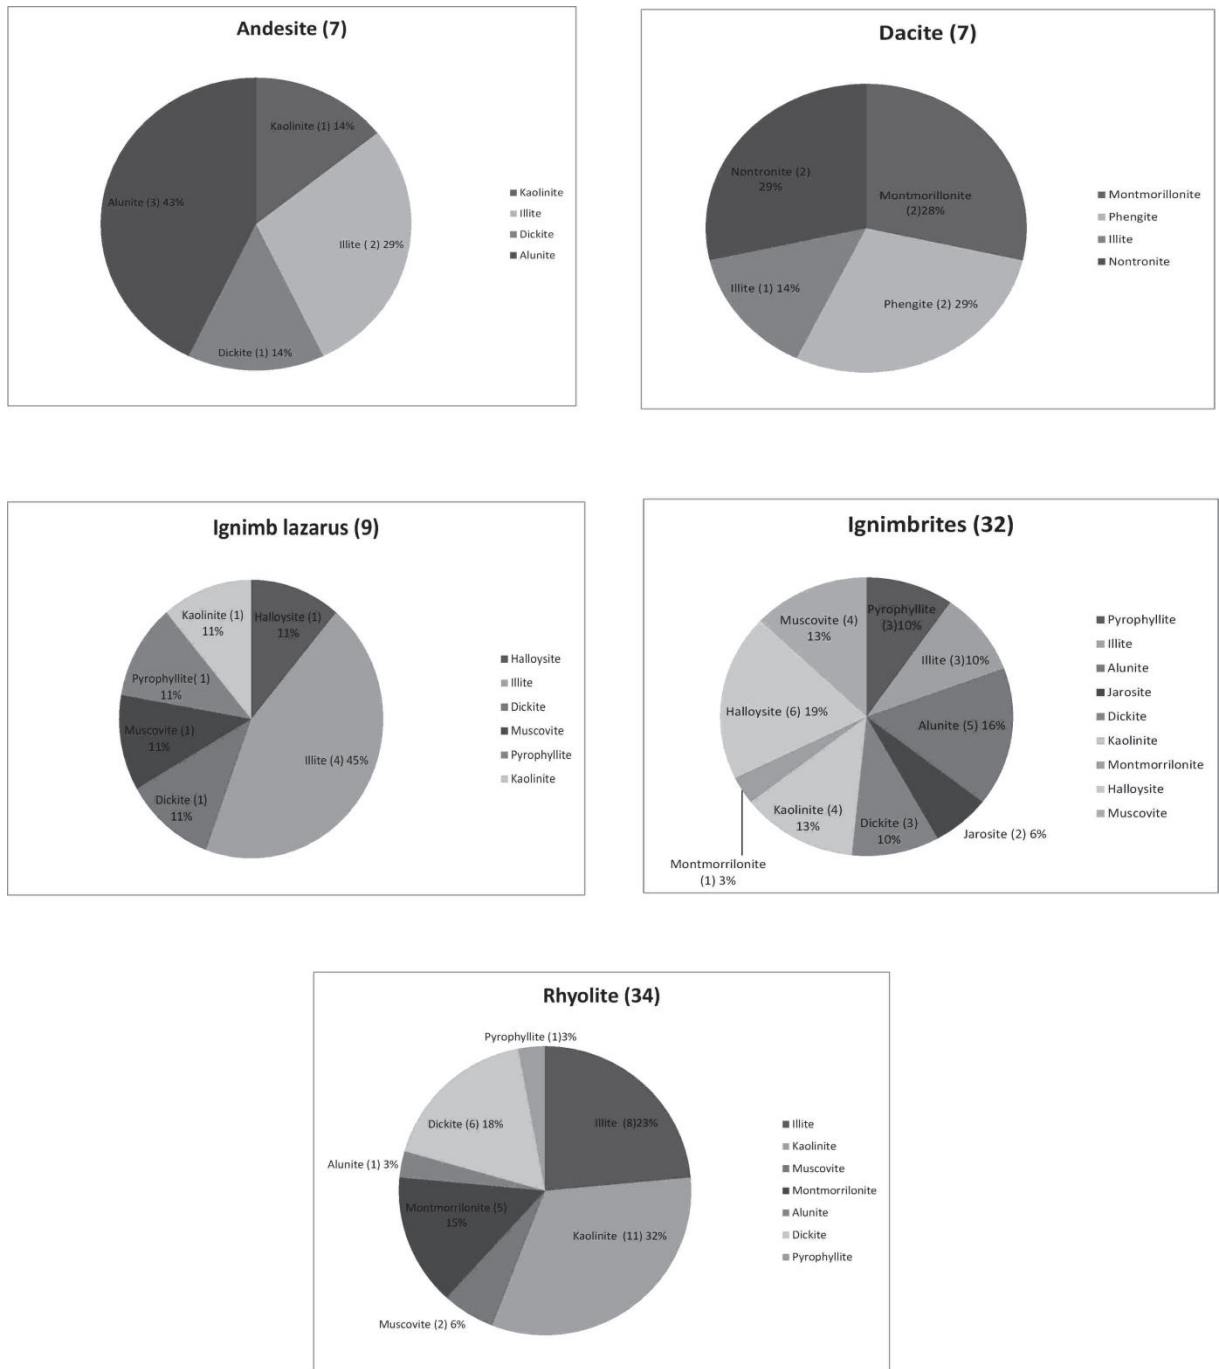 Andesite (7)
Kaolinite (1) 14%
Alunite (3) 43%
Illite ( 2) 29%
Dickite (1) 14%
Kaolinite
Illite
Dickite
Alunite
Dacite (7)
Nontronite (2)
29%
Montmorillonite
(2)28%
Illite (1) 14%
Phengite (2) 29%
Montmorillonite
Phengite
Illite
Nontronite
Ignimb lazarus (9)
Kaolinite (1)
11%
Halloysite (1)
11%
Pyrophyllite( 1)
11%
Muscovite (1)
11%
Illite (4) 45%
Dickite (1)
11%
Halloysite
Illite
Dickite
Muscovite
Pyrophyllite
Kaolinite
Ignimbrites (32)
Muscovite (4)
13%
Pyrophyllite
(3)10%
Illite (3)10%
Halloysite (6) 19%
Alunite (5) 16%
Kaolinite (4)
13%
Dickite (3)
10%
Jarosite (2) 6%
Montmorrilonite
(1) 3%
Pyrophyllite
Illite
Alunite
Jarosite
Dickite
Kaolinite
Montmorrilonite
Halloysite
Muscovite
Rhyolite (34)
Pyrophyllite (1)3%
Dickite (6) 18%
Illite (8)23%
Alunite (1) 3%
Montmorrilonite (5)
15%
Kaolinite (11) 32%
Muscovite (2) 6%
Illite
Kaolinite
Muscovite
Montmorrilonite
Alunite
Dickite
Pyrophyllite